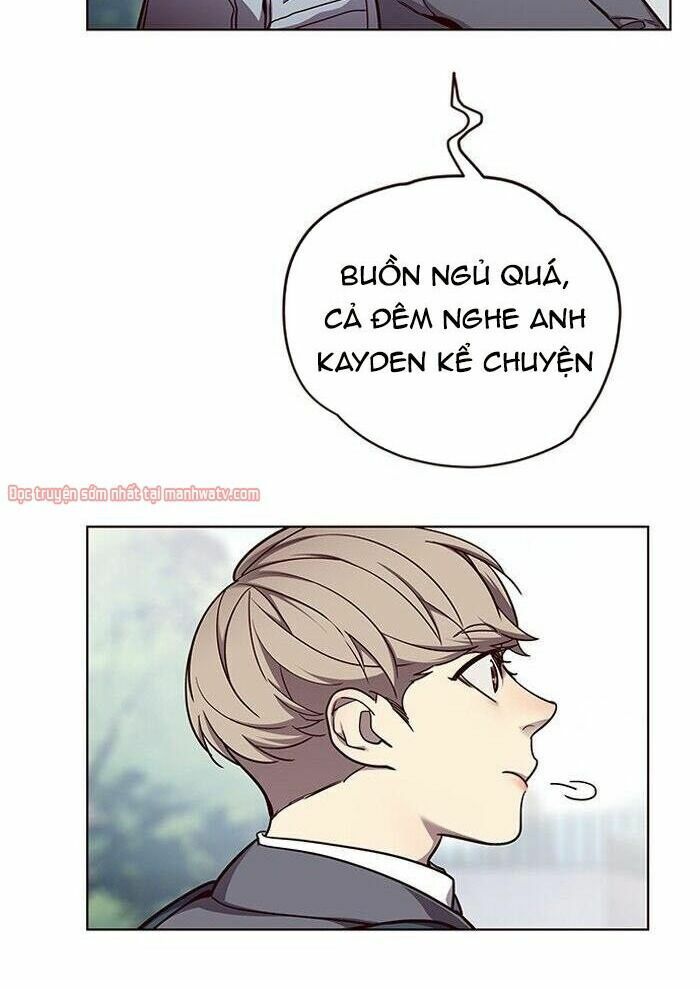 BUỒN NGỦ QUÁ,
CẢ ĐÊM NGHE ANH
KAYDEN KỂ CHUYỆN
Đọc truyện sớm nhất tại manhwatv.com